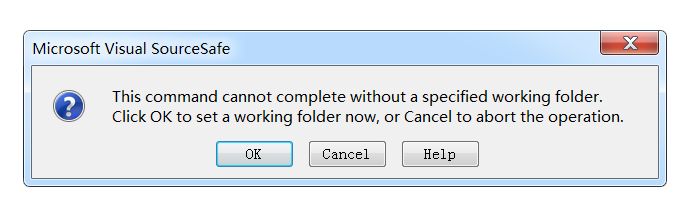 Microsoft Visual SourceSafe
This command cannot complete without a specified working folder.
Click OK to set a working folder now, or Cancel to abort the operation.
OK Cancel Help